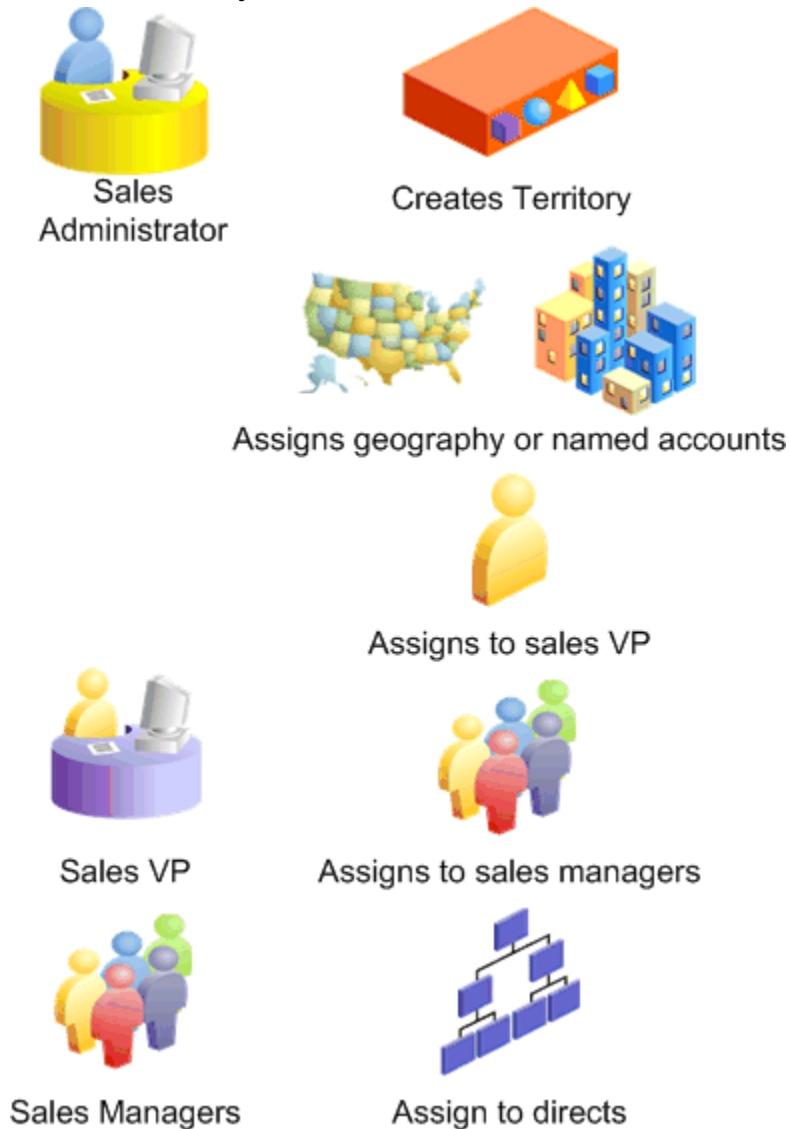 Sales
Administrator
Creates Territory
Assigns geography or named accounts
Assigns to sales VP
Sales VP
Assigns to sales managers
Sales Managers
Assign to directs